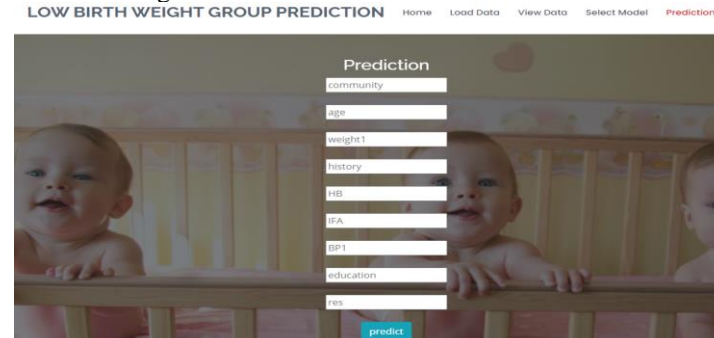 LOW BIRTH WEIGHT GROUP PREDICTION Home Load Data View Data Select Model Prediction
Prediction
community
age
weight1
history
HB
IFA
BP1
education
res
predict